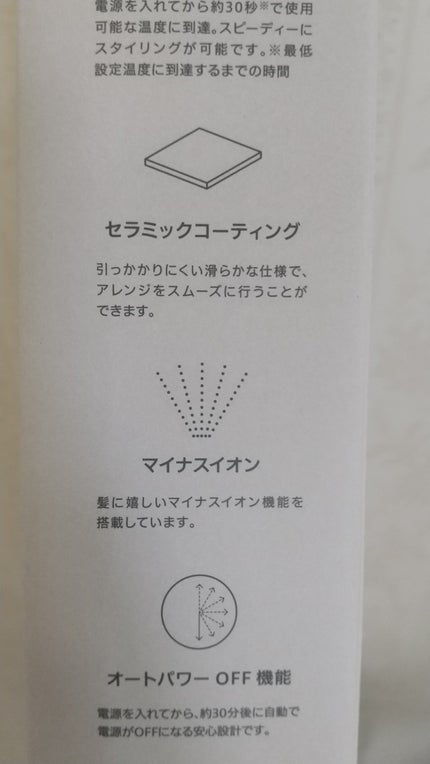 電源を入れてから約30秒※で使用
可能な温度に到達。スピーディーに
スタイリングが可能です。※最低
設定温度に到達するまでの時間
セラミックコーティング
引っかかりにくい滑らかな仕様で、
アレンジをスムーズに行うことが
できます。
マイナスイオン
髪に嬉しいマイナスイオン機能を
搭載しています。
オートパワーOFF機能
電源を入れてから、約30分後に自動で
電源がOFFになる安心設計です。